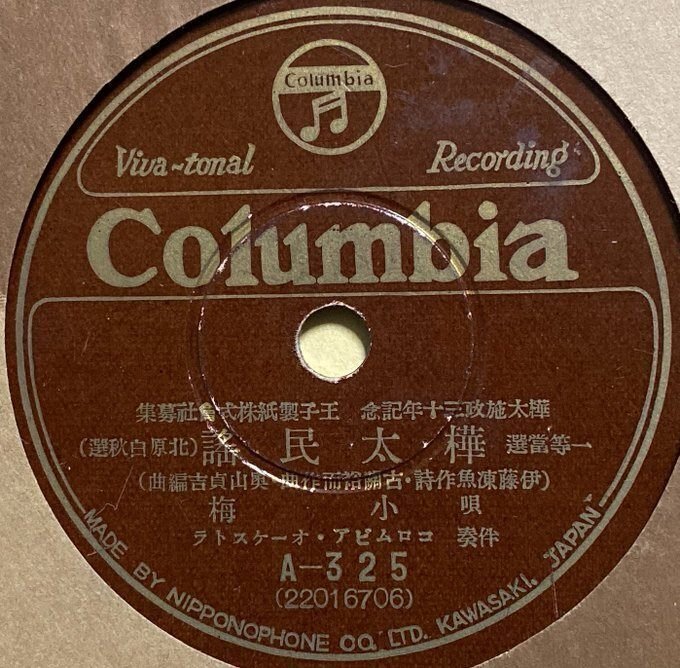 Columbia
Viva-tonal Recording
Columbia
樺太施政三十年記念 王子製紙株式會社募集
一等當選 樺太民謠 (北原白秋選)
(伊藤凍魚作詩・古關裕而作曲・奥山貞吉編曲)
唄 小梅
伴奏 コロムビア・オーケストラ
A-325
(22016706)
MADE BY NIPPONOPHONE CO., LTD. KAWASAKI, JAPAN